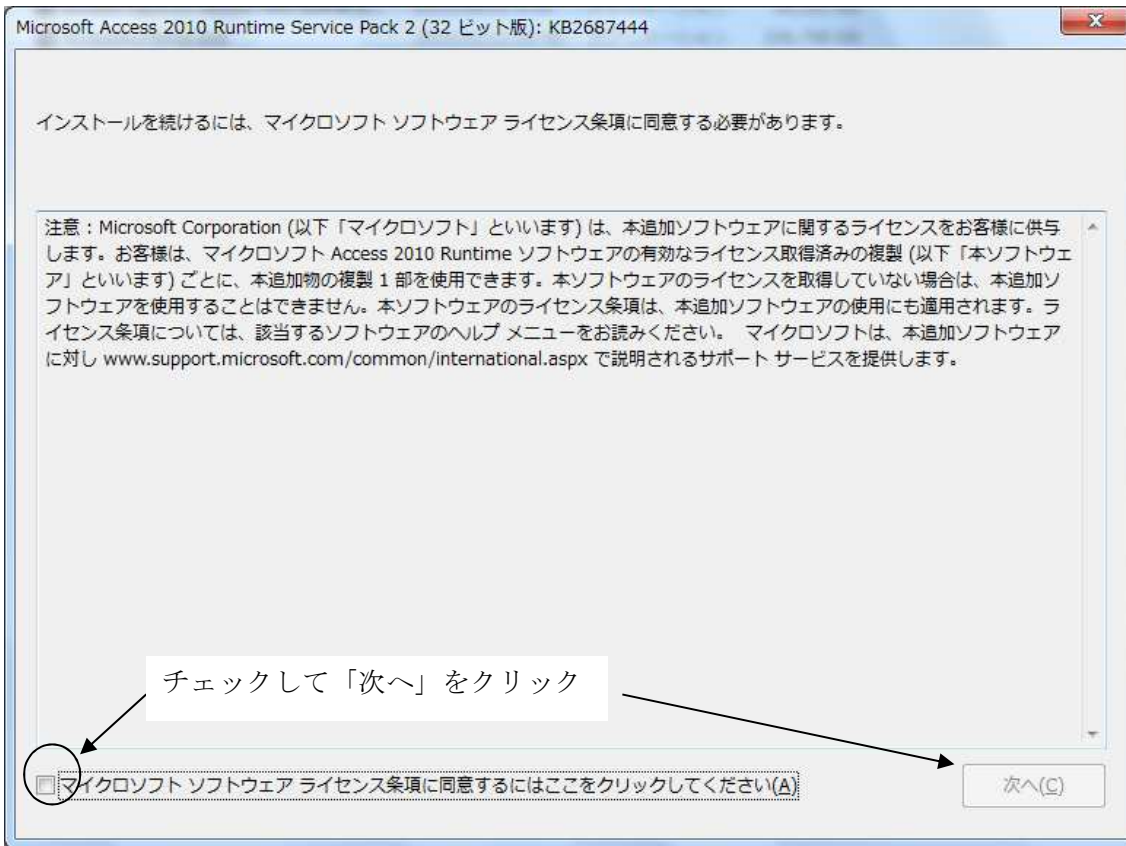 Microsoft Access 2010 Runtime Service Pack 2 (32 ビット版): KB2687444
インストールを続けるには、マイクロソフト ソフトウェア ライセンス条項に同意する必要があります。
注意 : Microsoft Corporation (以下「マイクロソフト」といいます) は、本追加ソフトウェアに関するライセンスをお客様に供与
します。お客様は、マイクロソフト Access 2010 Runtime ソフトウェアの有効なライセンス取得済みの複製 (以下「本ソフトウェ
ア」といいます) ごとに、本追加物の複製 1 部を使用できます。本ソフトウェアのライセンスを取得していない場合は、本追加ソ
フトウェアを使用することはできません。本ソフトウェアのライセンス条項は、本追加ソフトウェアの使用にも適用されます。ラ
イセンス条項については、該当するソフトウェアのヘルプ メニューをお読みください。 マイクロソフトは、本追加ソフトウェア
に対し www.support.microsoft.com/common/international.aspx で説明されるサポート サービスを提供します。
チェックして「次へ」をクリック
マイクロソフト ソフトウェア ライセンス条項に同意するにはここをクリックしてください(A)
次へ(C)